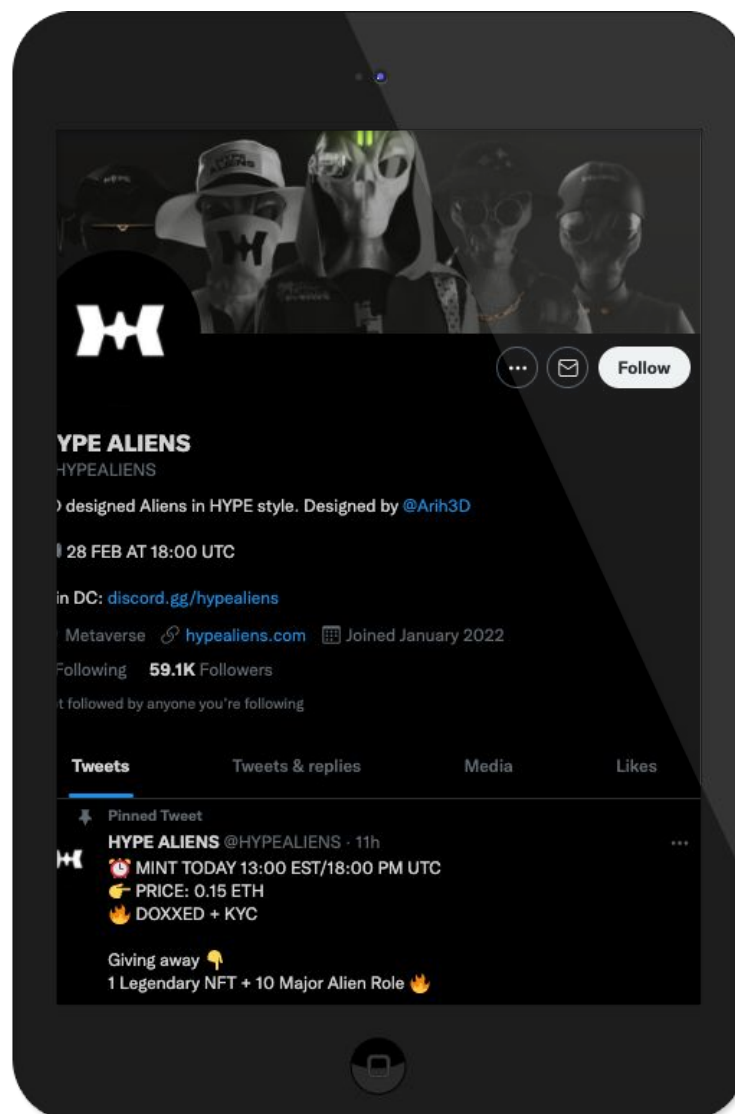 HYPE
ALIENS
Follow
YPE ALIENS
HYPEALIENS
designed Aliens in HYPE style. Designed by @Arih3D
28 FEB AT 18:00 UTC
in DC: discord.gg/hypealiens
Metaverse hypealiens.com Joined January 2022
Following 59.1K Followers
t followed by anyone you're following
Tweets Tweets & replies Media Likes
Pinned Tweet
HYPE ALIENS @HYPEALIENS · 11h
⏰ MINT TODAY 13:00 EST/18:00 PM UTC
👉 PRICE: 0.15 ETH
🔥 DOXXED + KYC
Giving away 👇
1 Legendary NFT + 10 Major Alien Role 🔥